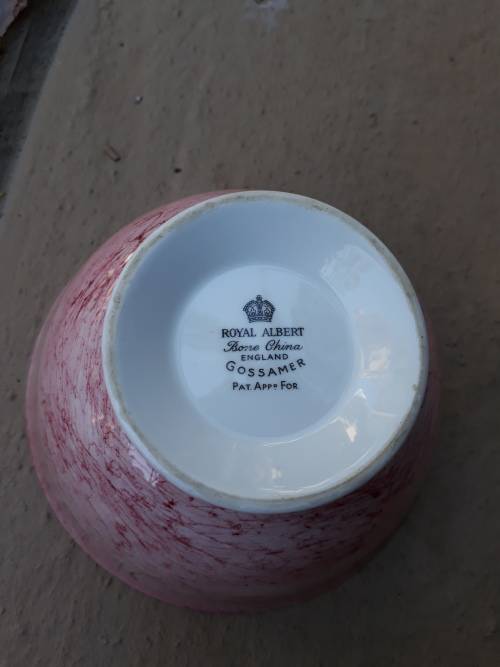 ROYAL ALBERT
Bone China
ENGLAND
GOSSAMER
PAT. APPD FOR